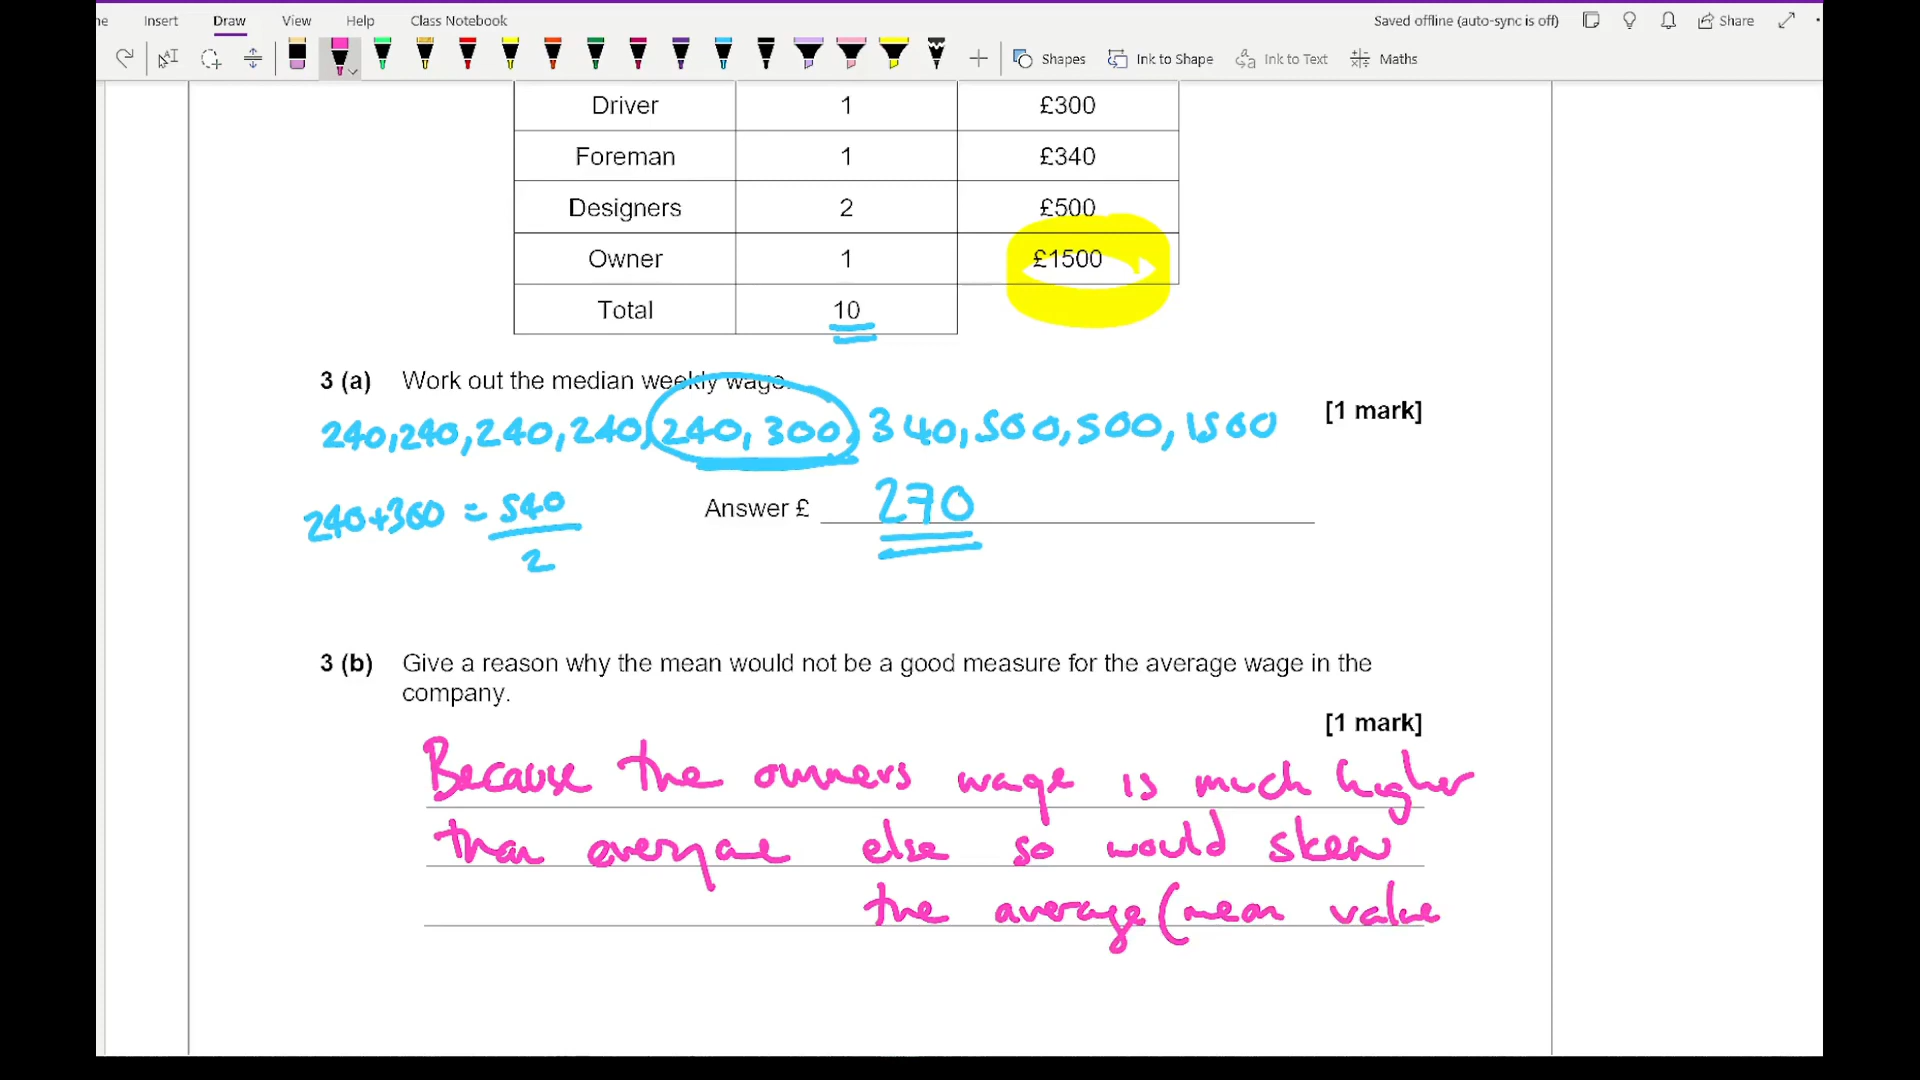 Insert Draw View Help Class Notebook Saved offline (auto-sync is off) Share
Shapes Ink to Shape Ink to Text Maths
Driver 1 £300
Foreman 1 £340
Designers 2 £500
Owner 1 £1500
Total 10
3 (a) Work out the median weekly wage.
[1 mark]
240, 240, 240, 240, 240, 300, 340, 500, 500, 1500
240+300 = 540
2
Answer £ 270
3 (b) Give a reason why the mean would not be a good measure for the average wage in the
company.
[1 mark]
Because the owners wage is much higher
than everyone else so would skew
the average (mean value